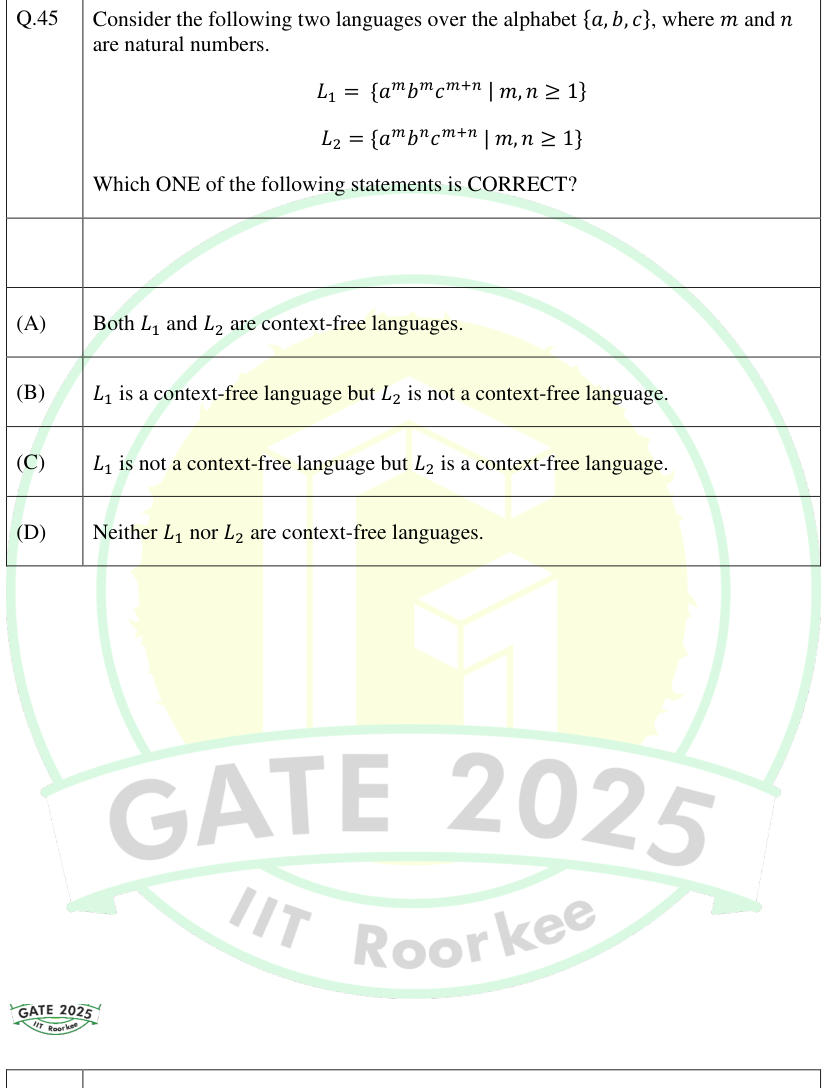 Q.45 Consider the following two languages over the alphabet {𝑎, 𝑏, 𝑐}, where 𝑚 and 𝑛
are natural numbers.
𝐿₁ = {𝑎ᵐ𝑏ᵐ𝑐ᵐ⁺ⁿ | 𝑚, 𝑛 ≥ 1}
𝐿₂ = {𝑎ᵐ𝑏ⁿ𝑐ᵐ⁺ⁿ | 𝑚, 𝑛 ≥ 1}
Which ONE of the following statements is CORRECT?
(A) Both 𝐿₁ and 𝐿₂ are context-free languages.
(B) 𝐿₁ is a context-free language but 𝐿₂ is not a context-free language.
(C) 𝐿₁ is not a context-free language but 𝐿₂ is a context-free language.
(D) Neither 𝐿₁ nor 𝐿₂ are context-free languages.
GATE 2025
IIT Roorkee
GATE 2025
IIT Roorkee